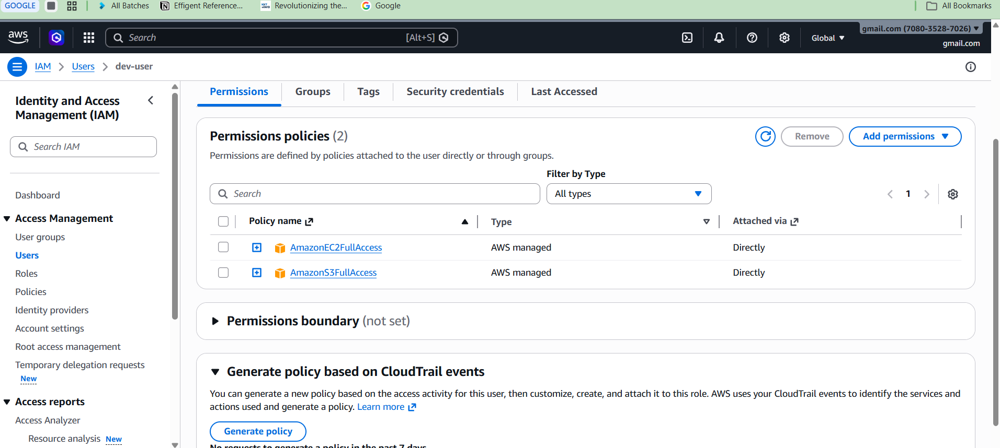 GOOGLE
All Batches
Effigent Reference...
NXT WAVE
Revolutionizing the...
Google
All Bookmarks
aws
Search
[Alt+S]
Global
gmail.com (7080-3528-7026)
gmail.com
IAM
Users
dev-user
Identity and Access
Management (IAM)
Search IAM
Dashboard
Access Management
User groups
Users
Roles
Policies
Identity providers
Account settings
Root access management
Temporary delegation requests
New
Access reports
Access Analyzer
Resource analysis New
Permissions
Groups
Tags
Security credentials
Last Accessed
Permissions policies (2)
Remove
Add permissions
Permissions are defined by policies attached to the user directly or through groups.
Filter by Type
Search
All types
1
Policy name
Type
Attached via
AmazonEC2FullAccess
AWS managed
Directly
AmazonS3FullAccess
AWS managed
Directly
Permissions boundary (not set)
Generate policy based on CloudTrail events
You can generate a new policy based on the access activity for this user, then customize, create, and attach it to this role. AWS uses your CloudTrail events to identify the services and
actions used and generate a policy. Learn more
Generate policy
No requests to generate a policy in the past 7 days